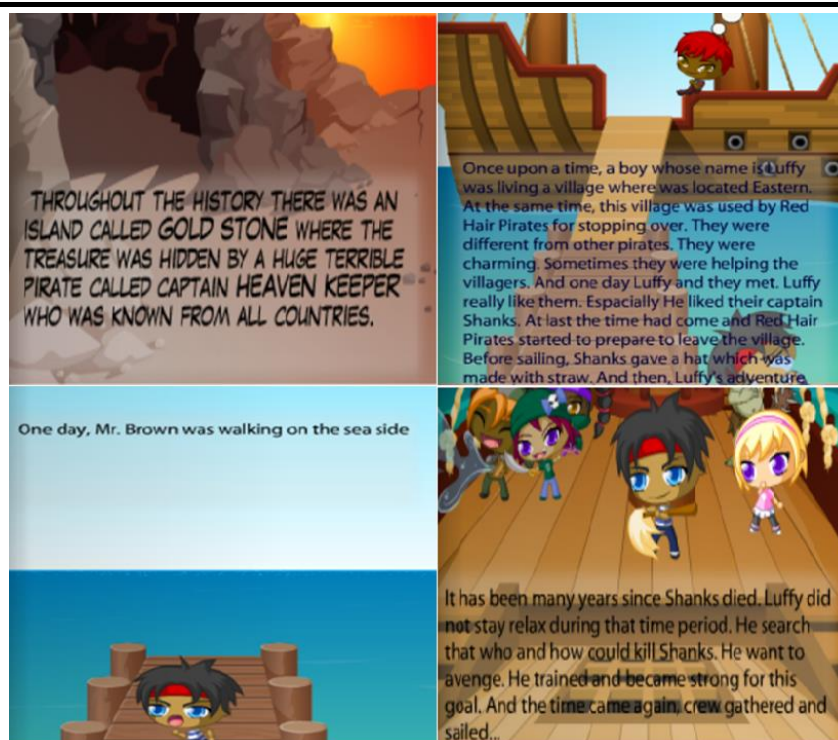 THROUGHOUT THE HISTORY THERE WAS AN
ISLAND CALLED GOLD STONE WHERE THE
TREASURE WAS HIDDEN BY A HUGE TERRIBLE
PIRATE CALLED CAPTAIN HEAVEN KEEPER
WHO WAS KNOWN FROM ALL COUNTRIES.
Once upon a time, a boy whose name is Luffy
was living a village where was located Eastern.
At the same time, this village was used by Red
Hair Pirates for stopping over. They were
different from other pirates. They were
charming. Sometimes they were helping the
villagers. And one day Luffy and they met. Luffy
really like them. Espacially He liked their captain
Shanks. At last the time had come and Red Hair
Pirates started to prepare to leave the village.
Before sailing, Shanks gave a hat which was
made with straw. And then, Luffy's adventure
One day, Mr. Brown was walking on the sea side
It has been many years since Shanks died. Luffy did
not stay relax during that time period. He search
that who and how could kill Shanks. He want to
avenge. He trained and became strong for this
goal. And the time came again, crew gathered and
sailed...